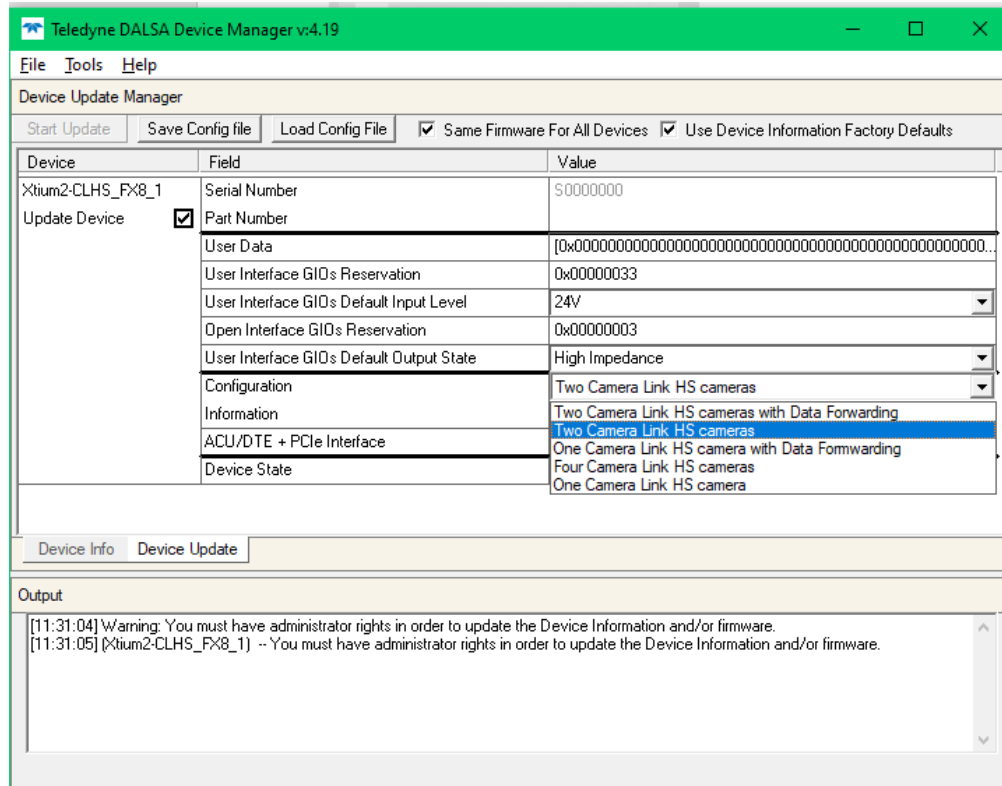 Teledyne DALSA Device Manager v:4.19
File Tools Help
Device Update Manager
Start Update Save Config file Load Config File Same Firmware For All Devices Use Device Information Factory Defaults
Device Field Value
Xtium2-CLHS_FX8_1 Serial Number S0000000
Update Device Part Number
User Data [0x00000000000000000000000000000000000000000000000000...
User Interface GIOs Reservation 0x00000033
User Interface GIOs Default Input Level 24V
Open Interface GIOs Reservation 0x00000003
User Interface GIOs Default Output State High Impedance
Configuration Two Camera Link HS cameras
Information Two Camera Link HS cameras with Data Forwarding
Two Camera Link HS cameras
ACU/DTE + PCIe Interface One Camera Link HS camera with Data Formwarding
Device State Four Camera Link HS cameras
One Camera Link HS camera
Device Info Device Update
Output
[11:31:04] Warning: You must have administrator rights in order to update the Device Information and/or firmware.
[11:31:05] (Xtium2-CLHS_FX8_1) -- You must have administrator rights in order to update the Device Information and/or firmware.